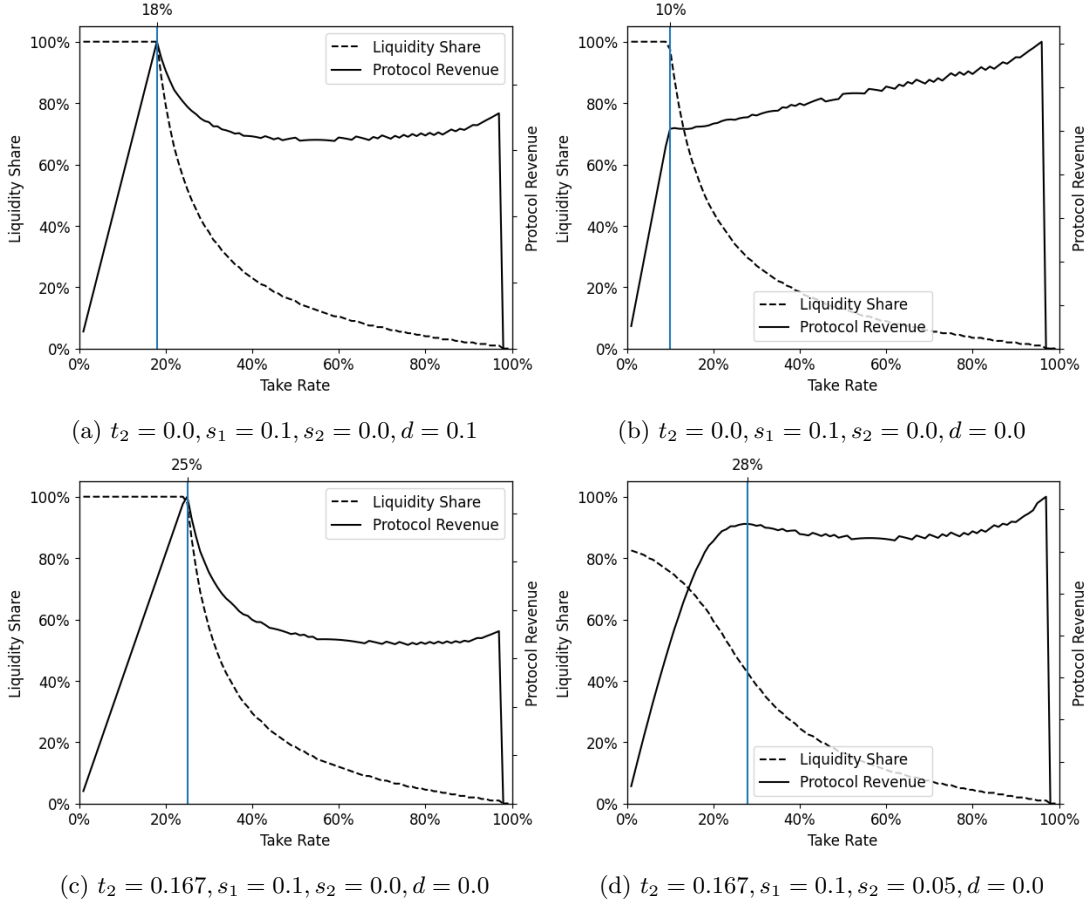 18%
100%
80%
60%
40%
20%
0%
Liquidity Share
Liquidity Share
Protocol Revenue
Protocol Revenue
0% 20% 40% 60% 80% 100%
Take Rate
(a) t₂ = 0.0, s₁ = 0.1, s₂ = 0.0, d = 0.1
10%
100%
80%
60%
40%
20%
0%
Liquidity Share
Liquidity Share
Protocol Revenue
Protocol Revenue
0% 20% 40% 60% 80% 100%
Take Rate
(b) t₂ = 0.0, s₁ = 0.1, s₂ = 0.0, d = 0.0
25%
100%
80%
60%
40%
20%
0%
Liquidity Share
Liquidity Share
Protocol Revenue
Protocol Revenue
0% 20% 40% 60% 80% 100%
Take Rate
(c) t₂ = 0.167, s₁ = 0.1, s₂ = 0.0, d = 0.0
28%
100%
80%
60%
40%
20%
0%
Liquidity Share
Liquidity Share
Protocol Revenue
Protocol Revenue
0% 20% 40% 60% 80% 100%
Take Rate
(d) t₂ = 0.167, s₁ = 0.1, s₂ = 0.05, d = 0.0